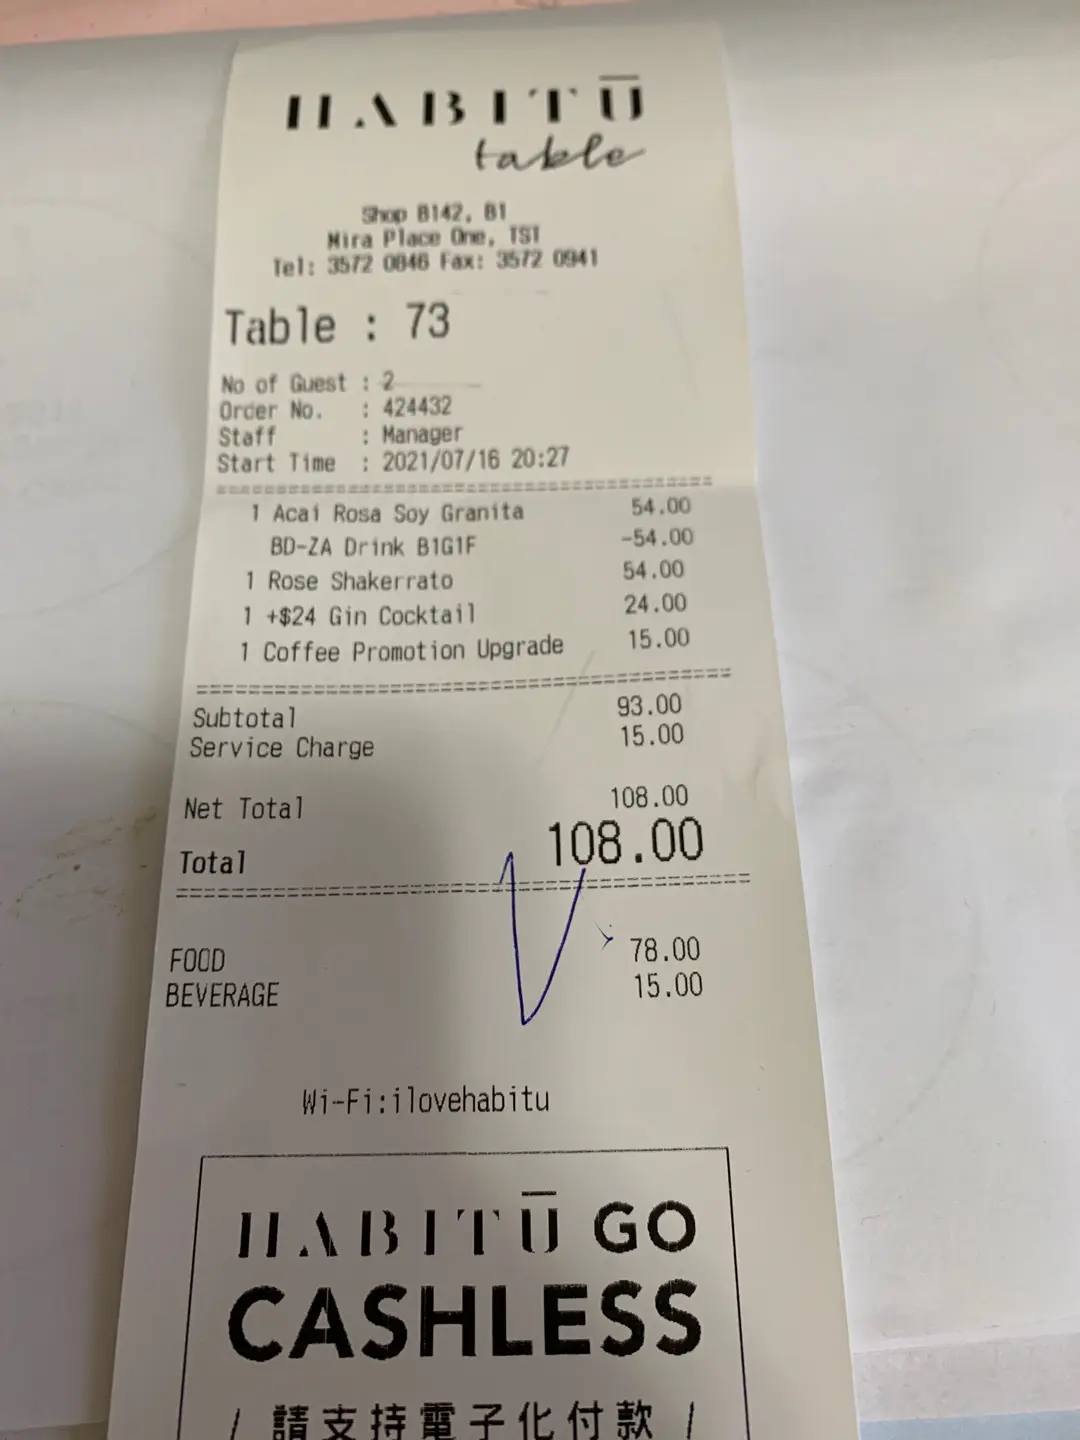 HABITŪ
table
Shop B142, B1
Mira Place One, TST
Tel: 3572 0846 Fax: 3572 0941
Table : 73
No of Guest : 2
Order No. : 424432
Staff : Manager
Start Time : 2021/07/16 20:27
1 Acai Rosa Soy Granita 54.00
BD-ZA Drink B1G1F -54.00
1 Rose Shakerrato 54.00
1 +$24 Gin Cocktail 24.00
1 Coffee Promotion Upgrade 15.00
Subtotal 93.00
Service Charge 15.00
Net Total 108.00
Total 108.00
FOOD 78.00
BEVERAGE 15.00
Wi-Fi:ilovehabitu
HABITŪ GO
CASHLESS
/ 請支持電子化付款 /